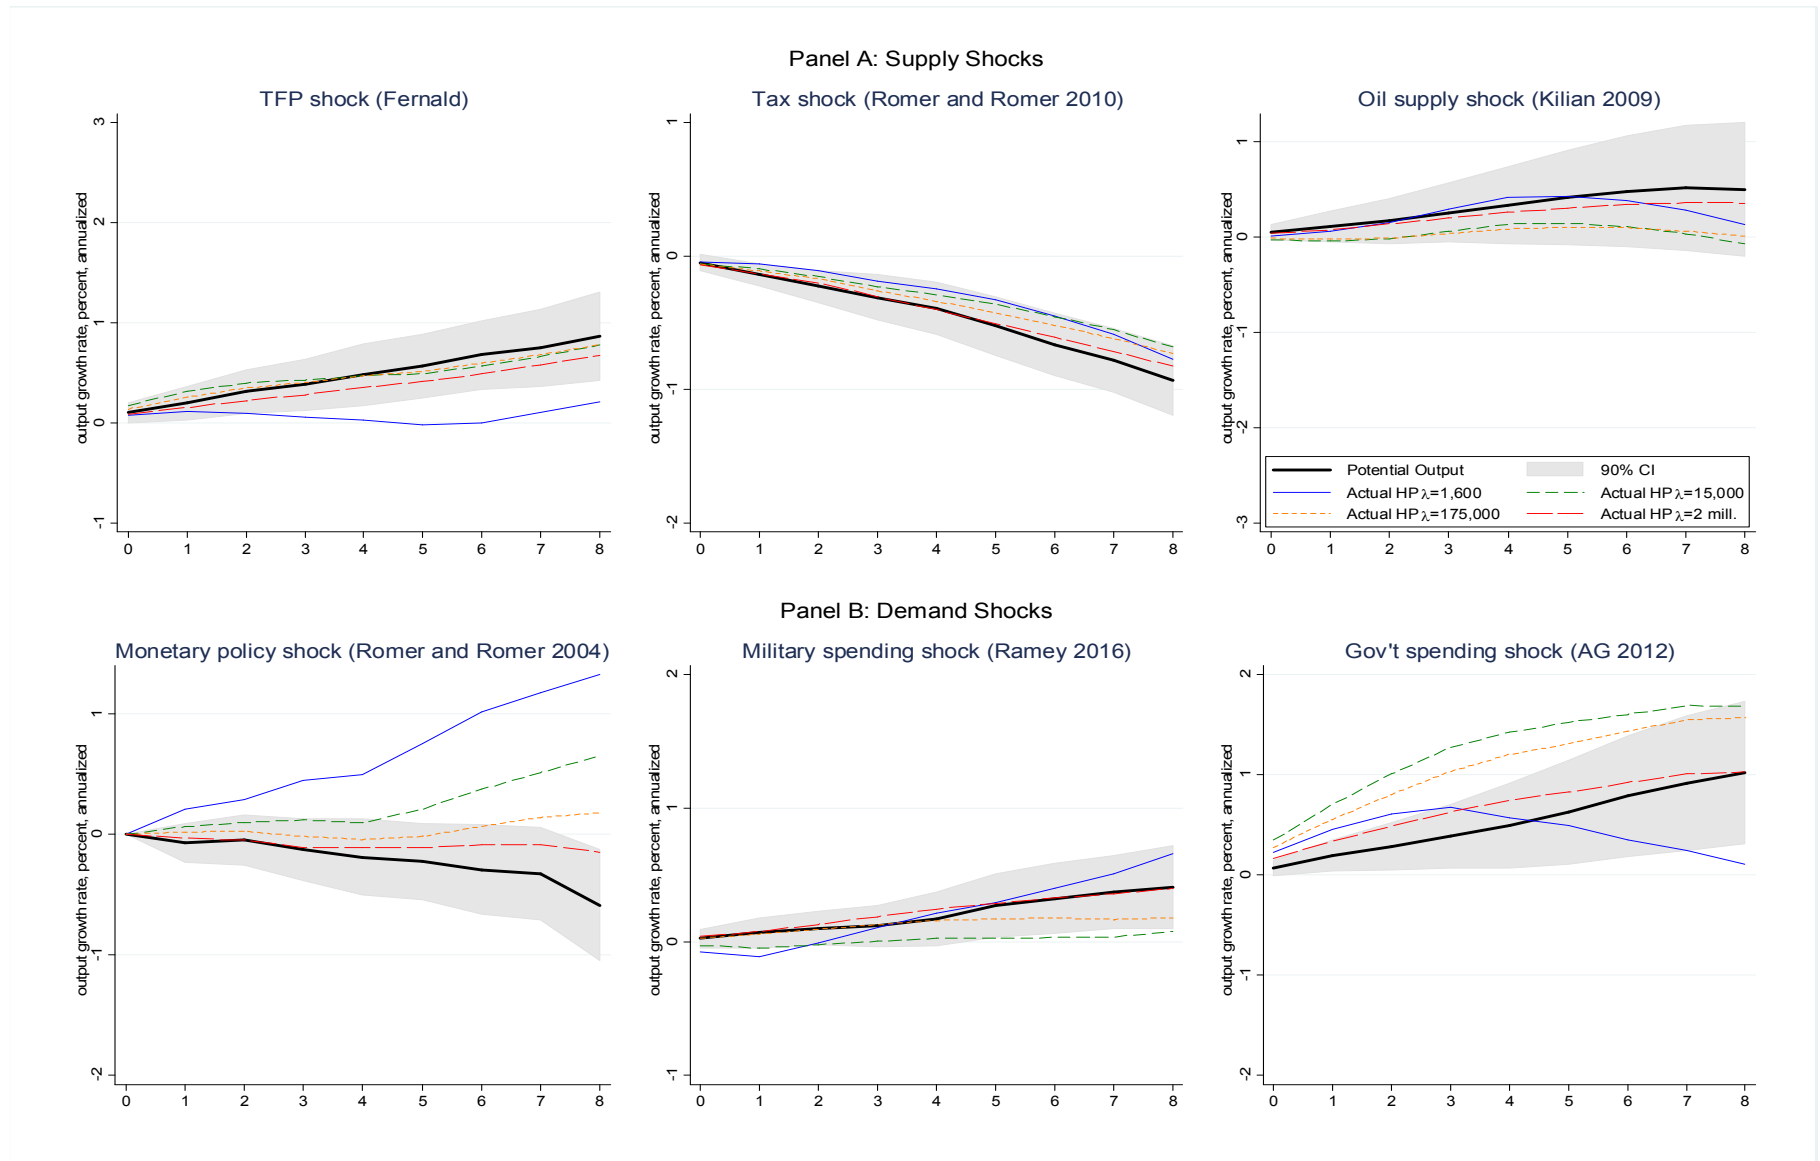 Panel A: Supply Shocks
TFP shock (Fernald)
Tax shock (Romer and Romer 2010)
Oil supply shock (Kilian 2009)
output growth rate, percent, annualized
3
2
1
0
-1
0 1 2 3 4 5 6 7 8
output growth rate, percent, annualized
1
0
-1
-2
0 1 2 3 4 5 6 7 8
output growth rate, percent, annualized
1
0
-1
-2
-3
0 1 2 3 4 5 6 7 8
Potential Output
90% CI
Actual HP λ=1,600
Actual HP λ=15,000
Actual HP λ=175,000
Actual HP λ=2 mill.
Panel B: Demand Shocks
Monetary policy shock (Romer and Romer 2004)
Military spending shock (Ramey 2016)
Gov't spending shock (AG 2012)
output growth rate, percent, annualized
1
0
-1
-2
0 1 2 3 4 5 6 7 8
output growth rate, percent, annualized
2
1
0
-1
0 1 2 3 4 5 6 7 8
output growth rate, percent, annualized
2
1
0
-1
-2
0 1 2 3 4 5 6 7 8